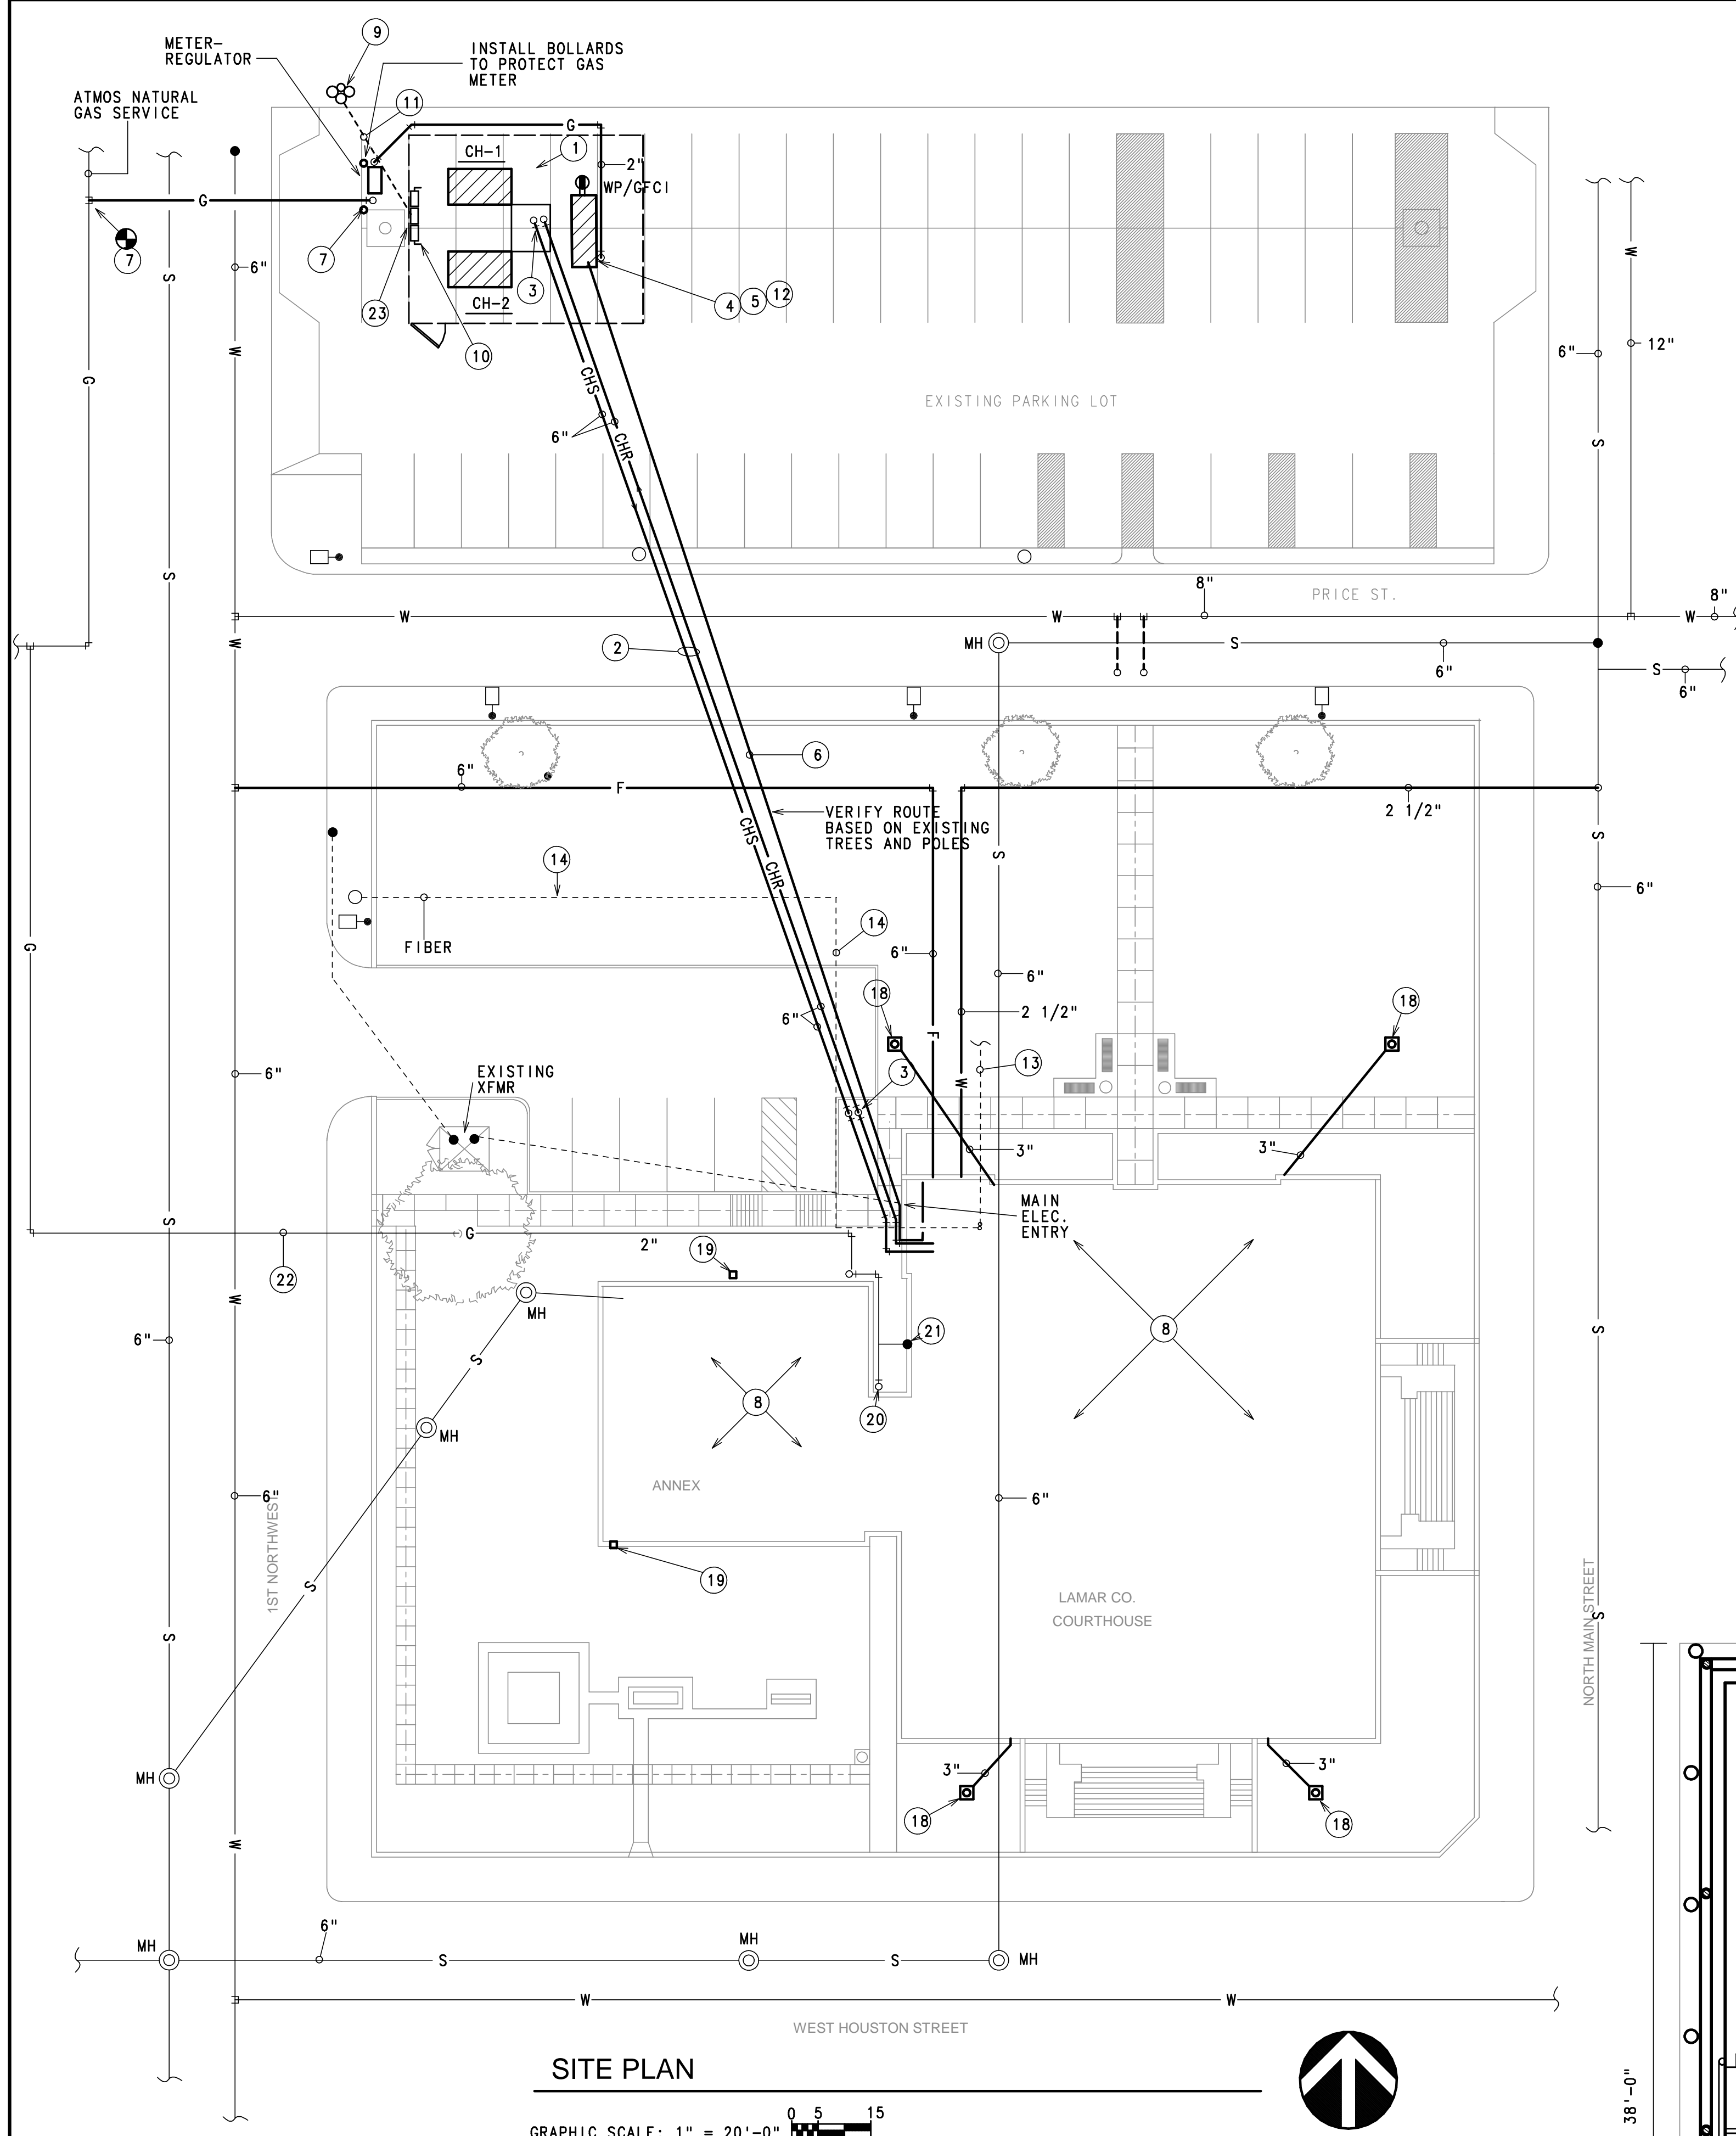 9
METER-
REGULATOR
INSTALL BOLLARDS
TO PROTECT GAS
METER
ATMOS NATURAL
GAS SERVICE
11
G
CH-1
1
2"
WP/GFCI
G
7
7
S
6"
3
CH-2
4
5
12
23
10
W
W
6"
12"
G
CHS
6"
CHR
EXISTING PARKING LOT
S
S
8"
PRICE ST.
8"
W
W
W
W
2
MH
S
6"
S
6"
6
6"
F
2 1/2"
VERIFY ROUTE
BASED ON EXISTING
TREES AND POLES
CHS
CHR
S
S
14
6"
FIBER
14
G
6"
6"
18
18
6"
2 1/2"
F
13
6"
EXISTING
XFMR
3
W
3"
3"
MAIN
ELEC.
ENTRY
S
G
2"
19
22
MH
W
6"
21
8
S
S
8
20
MH
ANNEX
6"
6"
1ST NORTHWEST
19
S
LAMAR CO.
COURTHOUSE
NORTH MAIN STREET
S
S
MH
3"
3"
18
18
W
6"
MH
MH
S
S
MH
W
W
WEST HOUSTON STREET
SITE PLAN
38'-0"
0 5 15
GRAPHIC SCALE: 1" = 20'-0"